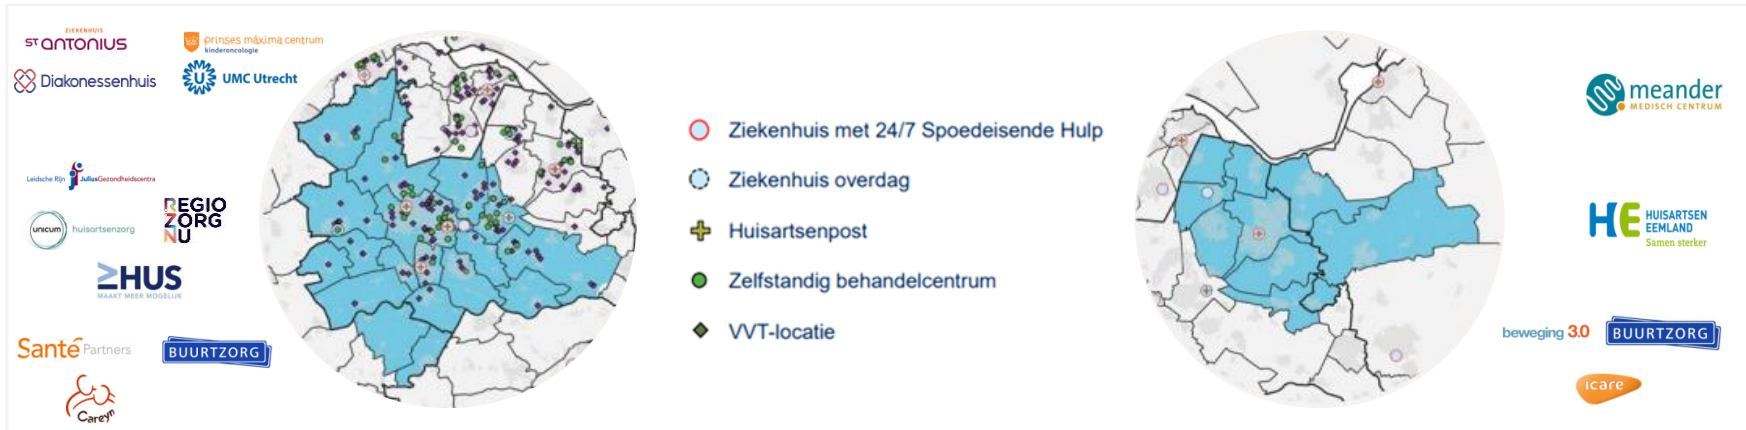 ZIEKENHUIS
ST ANTONIUS
prinses máxima centrum
kinderoncologie
Diakonessenhuis
UMC Utrecht
Leidsche Rijn JuliusGezondheidscentra
unicum huisartsenzorg
REGIO
ZORG
NU
HUS
MAAKT MEER MOGELIJK
Santé Partners
BUURTZORG
Careyn
Ziekenhuis met 24/7 Spoedeisende Hulp
Ziekenhuis overdag
Huisartsenpost
Zelfstandig behandelcentrum
VVT-locatie
meander
MEDISCH CENTRUM
HE HUISARTSEN
EEMLAND
Samen sterker
beweging 3.0
BUURTZORG
icare